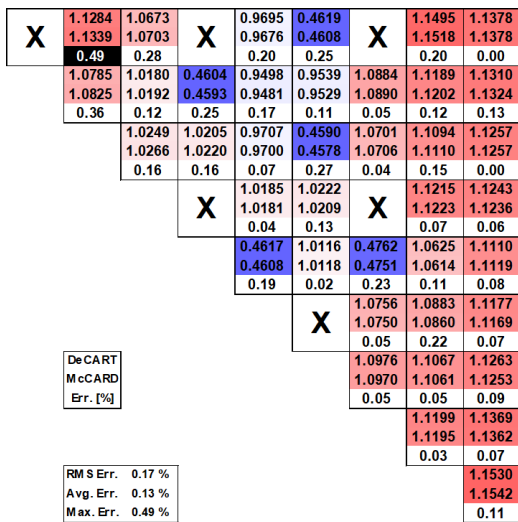 1.1284 1.0673 0.9695 0.4619 1.1495 1.1378
X 1.1339 1.0703 X 0.9676 0.4608 X 1.1518 1.1378
0.49 0.28 0.20 0.25 0.20 0.00
1.0785 1.0180 0.4604 0.9498 0.9539 1.0884 1.1189 1.1310
1.0825 1.0192 0.4593 0.9481 0.9529 1.0890 1.1202 1.1324
0.36 0.12 0.25 0.17 0.11 0.05 0.12 0.13
1.0249 1.0205 0.9707 0.4590 1.0701 1.1094 1.1257
1.0266 1.0220 0.9700 0.4578 1.0706 1.1110 1.1257
0.16 0.16 0.07 0.27 0.04 0.15 0.00
1.0185 1.0222 1.1215 1.1243
X 1.0181 1.0209 X 1.1223 1.1236
0.04 0.13 0.07 0.06
0.4617 1.0116 0.4762 1.0625 1.1110
0.4608 1.0118 0.4751 1.0614 1.1119
0.19 0.02 0.23 0.11 0.08
1.0756 1.0883 1.1177
X 1.0750 1.0860 1.1169
0.05 0.22 0.07
DeCART 1.0976 1.1067 1.1263
McCARD 1.0970 1.1061 1.1253
Err. [%] 0.05 0.05 0.09
1.1199 1.1369
1.1195 1.1362
0.03 0.07
RMS Err. 0.17 % 1.1530
Avg. Err. 0.13 % 1.1542
Max. Err. 0.49 % 0.11